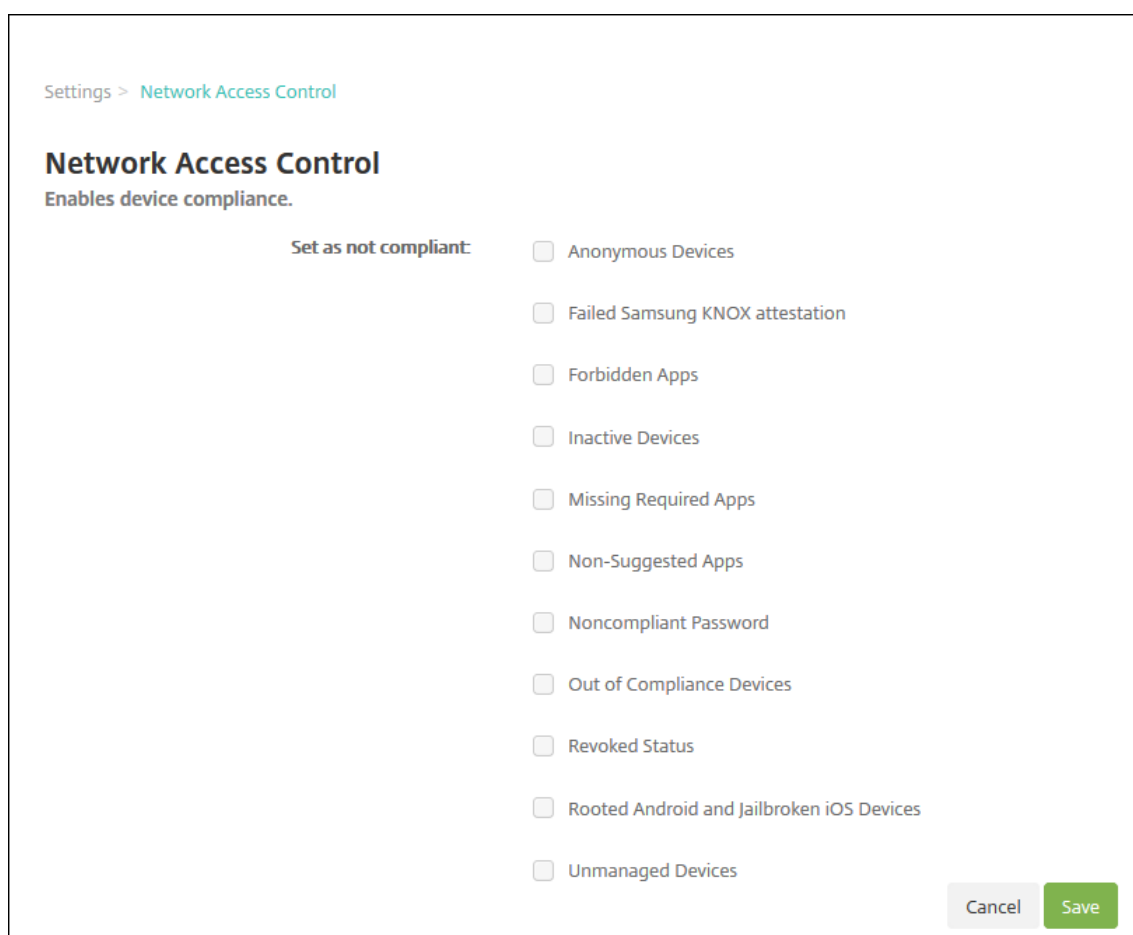 Settings > Network Access Control
Network Access Control
Enables device compliance.
Set as not compliant:
Anonymous Devices
Failed Samsung KNOX attestation
Forbidden Apps
Inactive Devices
Missing Required Apps
Non-Suggested Apps
Noncompliant Password
Out of Compliance Devices
Revoked Status
Rooted Android and Jailbroken iOS Devices
Unmanaged Devices
Cancel Save